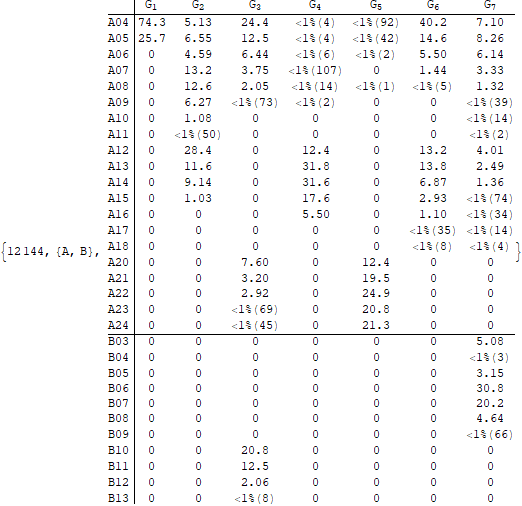 G1 G2 G3 G4 G5 G6 G7
A04 74.3 5.13 24.4 <1%(4) <1%(92) 40.2 7.10
A05 25.7 6.55 12.5 <1%(4) <1%(42) 14.6 8.26
A06 0 4.59 6.44 <1%(6) <1%(2) 5.50 6.14
A07 0 13.2 3.75 <1%(107) 0 1.44 3.33
A08 0 12.6 2.05 <1%(14) <1%(1) <1%(5) 1.32
A09 0 6.27 <1%(73) <1%(2) 0 0 <1%(39)
A10 0 1.08 0 0 0 0 <1%(14)
A11 0 <1%(50) 0 0 0 0 <1%(2)
A12 0 28.4 0 12.4 0 13.2 4.01
A13 0 11.6 0 31.8 0 13.8 2.49
A14 0 9.14 0 31.6 0 6.87 1.36
A15 0 1.03 0 17.6 0 2.93 <1%(74)
A16 0 0 0 5.50 0 1.10 <1%(34)
A17 0 0 0 0 0 <1%(35) <1%(14)
{12144, {A, B}, A18 0 0 0 0 0 <1%(8) <1%(4) }
A20 0 0 7.60 0 12.4 0 0
A21 0 0 3.20 0 19.5 0 0
A22 0 0 2.92 0 24.9 0 0
A23 0 0 <1%(69) 0 20.8 0 0
A24 0 0 <1%(45) 0 21.3 0 0
B03 0 0 0 0 0 0 5.08
B04 0 0 0 0 0 0 <1%(3)
B05 0 0 0 0 0 0 3.15
B06 0 0 0 0 0 0 30.8
B07 0 0 0 0 0 0 20.2
B08 0 0 0 0 0 0 4.64
B09 0 0 0 0 0 0 <1%(66)
B10 0 0 20.8 0 0 0 0
B11 0 0 12.5 0 0 0 0
B12 0 0 2.06 0 0 0 0
B13 0 0 <1%(8) 0 0 0 0